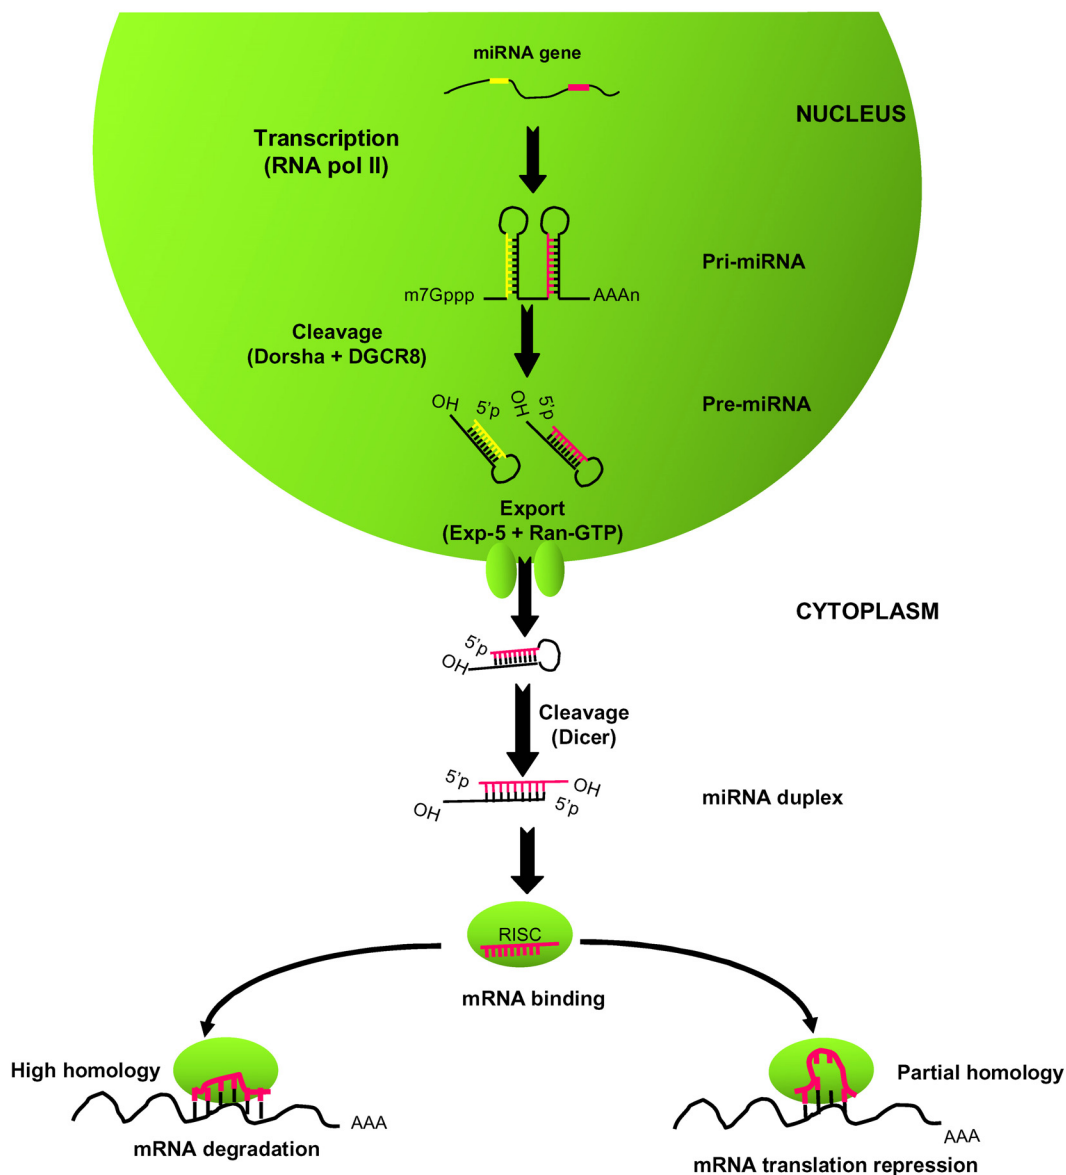 miRNA gene
NUCLEUS
Transcription
(RNA pol II)
Pri-miRNA
m7Gppp
AAAn
Cleavage
(Dorsha + DGCR8)
Pre-miRNA
OH
5'p
OH
5'p
Export
(Exp-5 + Ran-GTP)
CYTOPLASM
5'p
OH
Cleavage
(Dicer)
5'p
OH
OH
5'p
miRNA duplex
RISC
mRNA binding
High homology
AAA
mRNA degradation
Partial homology
AAA
mRNA translation repression